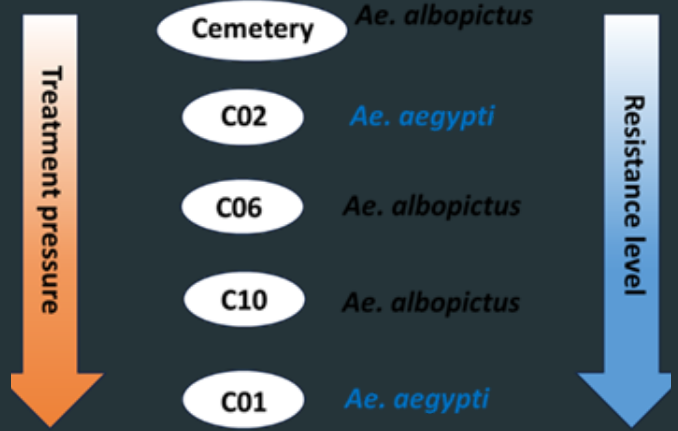 Cemetery Ae. albopictus
C02 Ae. aegypti
C06 Ae. albopictus
C10 Ae. albopictus
C01 Ae. aegypti
Treatment pressure
Resistance level